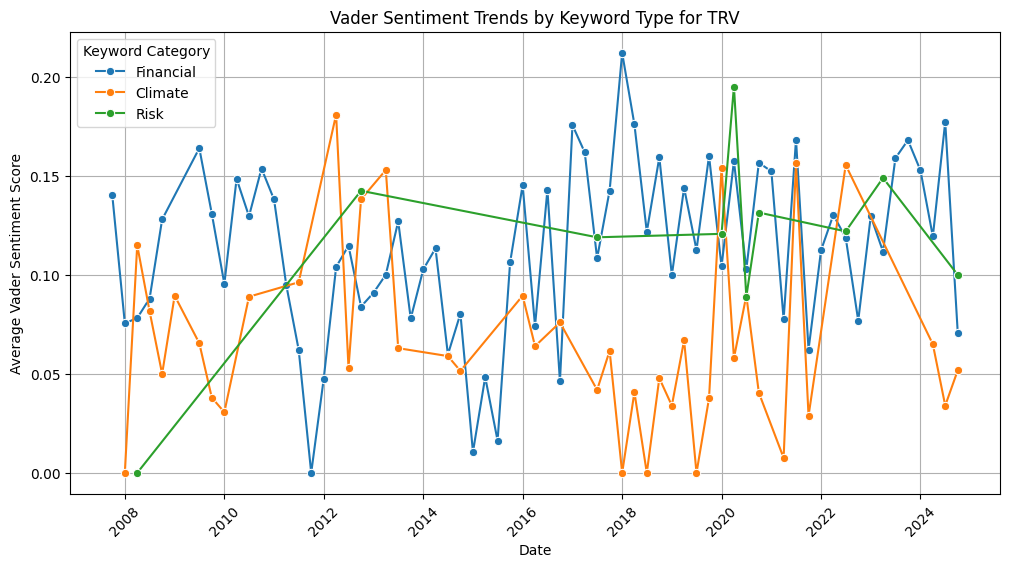 Vader Sentiment Trends by Keyword Type for TRV
Keyword Category
Financial
Climate
Risk
Average Vader Sentiment Score
0.20
0.15
0.10
0.05
0.00
2008
2010
2012
2014
2016
2018
2020
2022
2024
Date